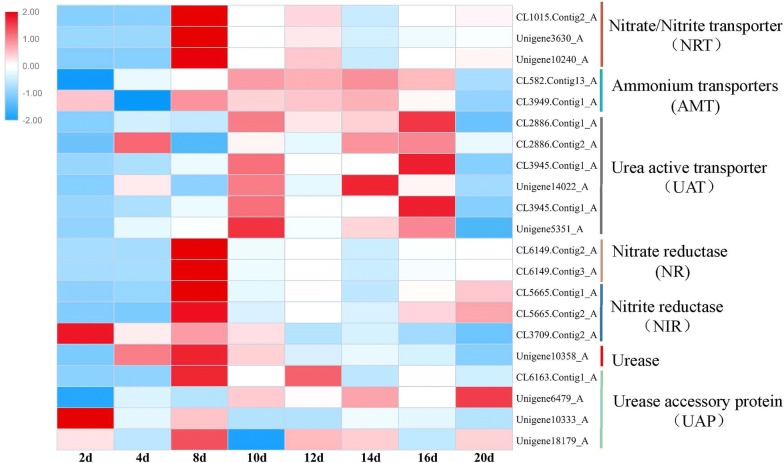 2.00
1.00
0.00
-1.00
-2.00
CL1015.Contig2_A
Unigene3630_A
Unigene10240_A
CL582.Contig13_A
CL3949.Contig1_A
CL2886.Contig1_A
CL2886.Contig2_A
CL3945.Contig1_A
Unigene14022_A
CL3945.Contig1_A
Unigene5351_A
CL6149.Contig2_A
CL6149.Contig3_A
CL5665.Contig1_A
CL5665.Contig2_A
CL3709.Contig2_A
Unigene10358_A
CL6163.Contig1_A
Unigene6479_A
Unigene10333_A
Unigene18179_A
Nitrate/Nitrite transporter
（NRT）
Ammonium transporters
(AMT)
Urea active transporter
（UAT）
Nitrate reductase
(NR)
Nitrite reductase
（NIR）
Urease
Urease accessory protein
（UAP）
2d 4d 8d 10d 12d 14d 16d 20d